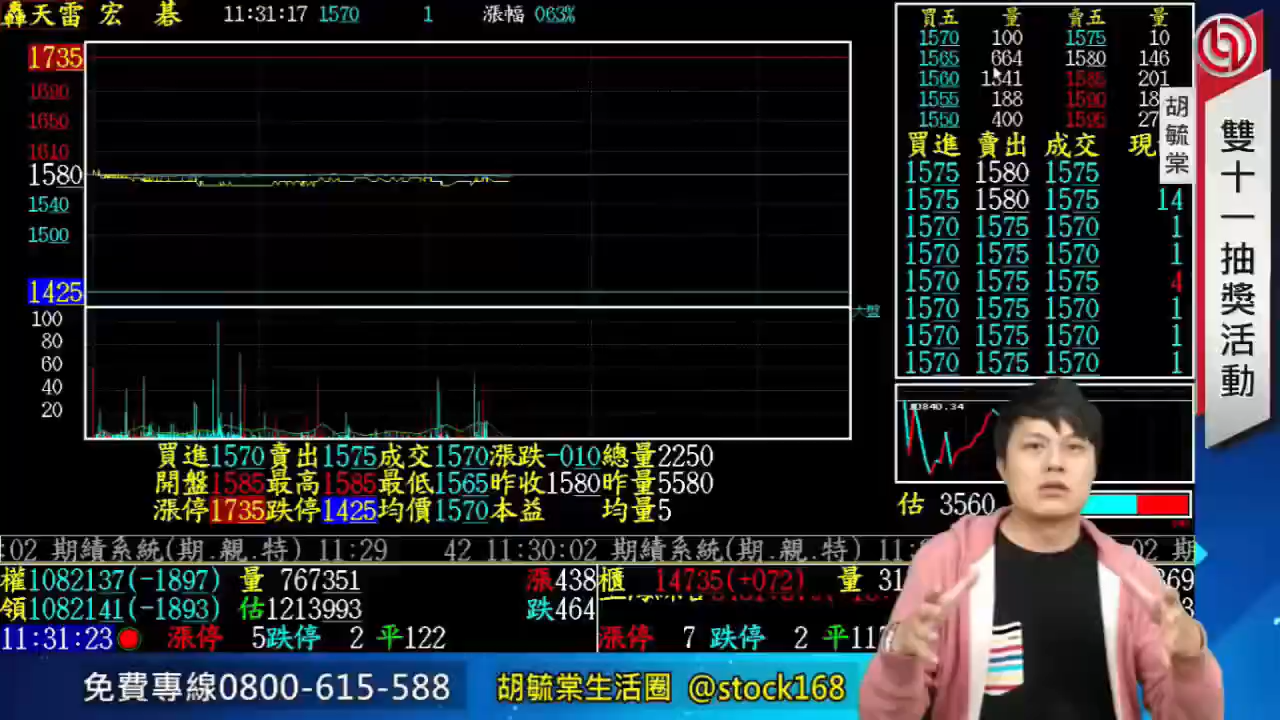 轟天雷 宏 碁 11:31:17 1570 1 漲幅 063%
1735
1690
1650
1610
1580
1540
1500
1425
100
80
60
40
20
大盤
買五 量 賣五 量
1570 100 1575 10
1565 664 1580 146
1560 1341 1585 201
1555 188 1590
1550 400 1595
買進 賣出 成交
1575 1580 1575
1575 1580 1575 14
1570 1575 1570 1
1570 1575 1570 1
1570 1575 1570 4
1570 1575 1570 1
1570 1575 1570 1
1570 1575 1570 1
估 3560
買進1570賣出1575成交1570漲跌-010總量2250
開盤1585最高1585最低1565昨收1580昨量5580
漲停1735跌停1425均價1570本益 均量5
:02 期績系統(期.親.特) 11:29 42 11:30:02 期績系統(期.親.特)
權1082137(-1897) 量 767351 漲438
領1082141(-1893) 估1213993 跌464
11:31:23 漲停 5跌停 2 平122
櫃 14735(+072) 量
漲停 7 跌停 2
胡毓棠
雙十一抽獎活動
免費專線0800-615-588
胡毓棠生活圈 @stock168